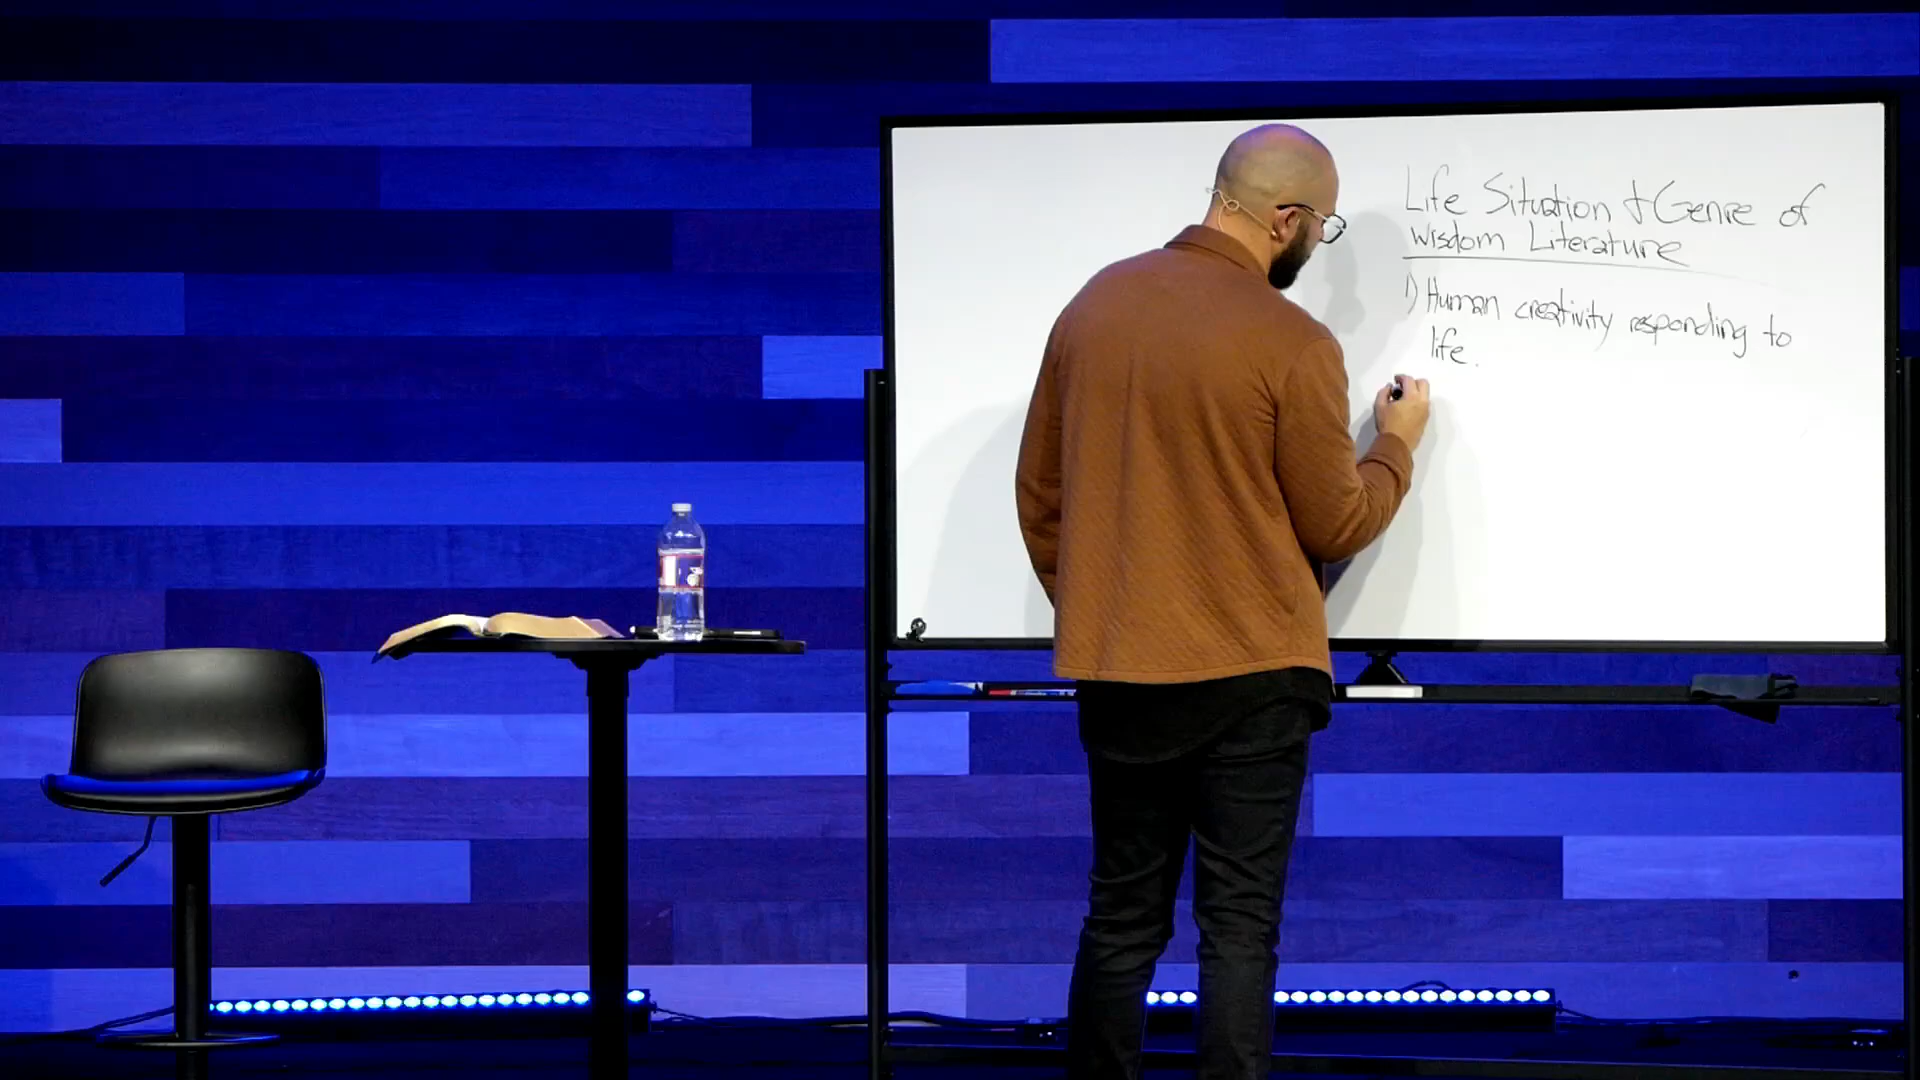 Life Situation & Genre of
Wisdom Literature
1) Human creativity responding to
life.